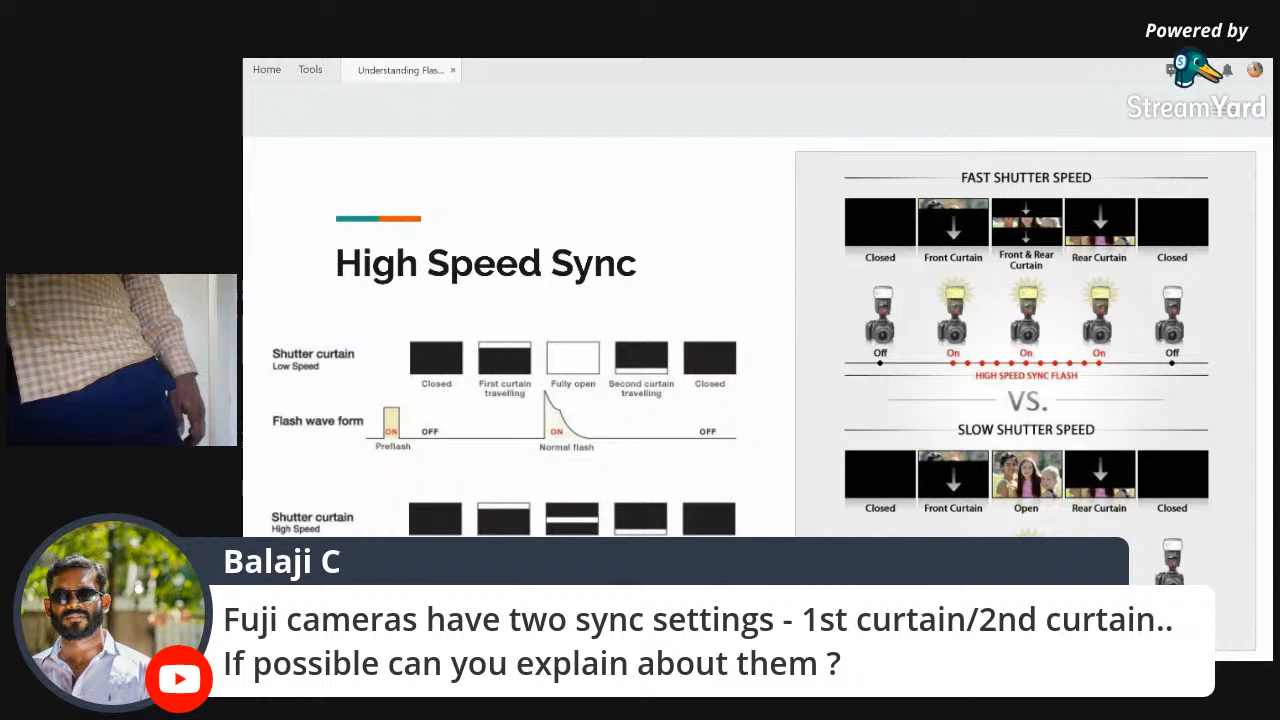 Powered by
StreamYard
Home Tools Understanding Flas... ×
High Speed Sync
Shutter curtain
Low Speed
Closed First curtain travelling Fully open Second curtain travelling Closed
Flash wave form
ON OFF ON OFF
Preflash Normal flash
Shutter curtain
High Speed
FAST SHUTTER SPEED
Closed Front Curtain Front & Rear Curtain Rear Curtain Closed
Off On On On Off
HIGH SPEED SYNC FLASH
VS.
SLOW SHUTTER SPEED
Closed Front Curtain Open Rear Curtain Closed
Balaji C
Fuji cameras have two sync settings - 1st curtain/2nd curtain..
If possible can you explain about them ?